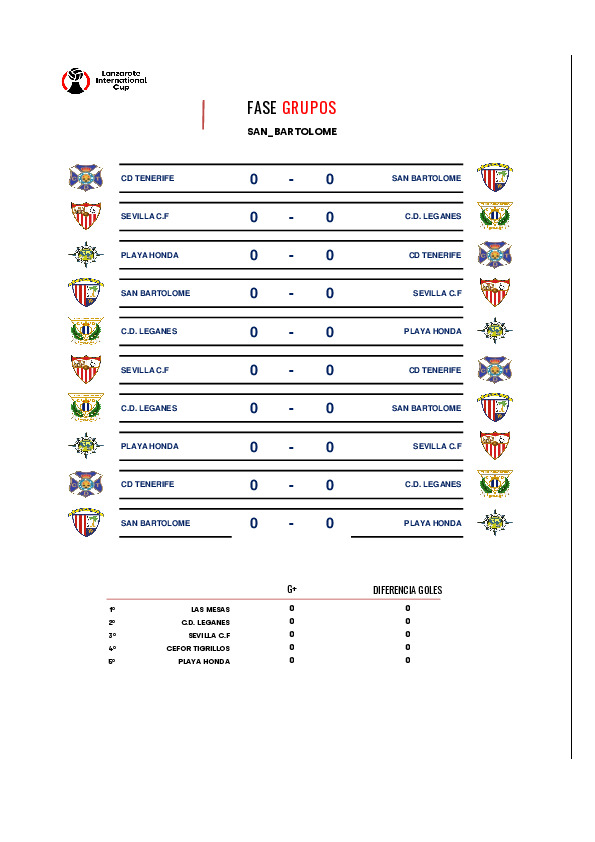 Lanzarote
International
Cup
FASE GRUPOS
SAN_BARTOLOME
CD TENERIFE 0 - 0 SAN BARTOLOME
SEVILLA C.F 0 - 0 C.D. LEGANES
PLAYA HONDA 0 - 0 CD TENERIFE
SAN BARTOLOME 0 - 0 SEVILLA C.F
C.D. LEGANES 0 - 0 PLAYA HONDA
SEVILLA C.F 0 - 0 CD TENERIFE
C.D. LEGANES 0 - 0 SAN BARTOLOME
PLAYA HONDA 0 - 0 SEVILLA C.F
CD TENERIFE 0 - 0 C.D. LEGANES
SAN BARTOLOME 0 - 0 PLAYA HONDA
G+ DIFERENCIA GOLES
1º LAS MESAS 0 0
2º C.D. LEGANES 0 0
3º SEVILLA C.F 0 0
4º CEFOR TIGRILLOS 0 0
5º PLAYA HONDA 0 0